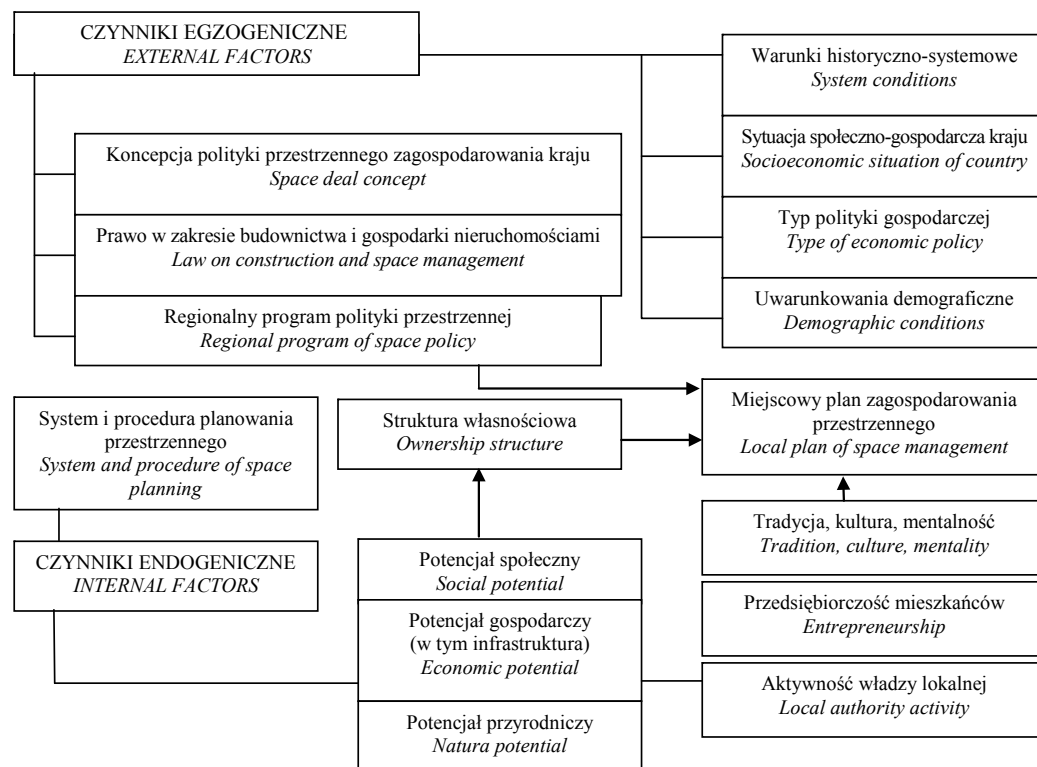 CZYNNIKI EGZOGENICZNE
EXTERNAL FACTORS
Warunki historyczno-systemowe
System conditions
Sytuacja społeczno-gospodarcza kraju
Socioeconomic situation of country
Typ polityki gospodarczej
Type of economic policy
Uwarunkowania demograficzne
Demographic conditions
Koncepcja polityki przestrzennego zagospodarowania kraju
Space deal concept
Prawo w zakresie budownictwa i gospodarki nieruchomościami
Law on construction and space management
Regionalny program polityki przestrzennej
Regional program of space policy
System i procedura planowania
przestrzennego
System and procedure of space
planning
Struktura własnościowa
Ownership structure
Miejscowy plan zagospodarowania
przestrzennego
Local plan of space management
CZYNNIKI ENDOGENICZNE
INTERNAL FACTORS
Potencjał społeczny
Social potential
Potencjał gospodarczy
(w tym infrastruktura)
Economic potential
Potencjał przyrodniczy
Natura potential
Tradycja, kultura, mentalność
Tradition, culture, mentality
Przedsiębiorczość mieszkańców
Entrepreneurship
Aktywność władzy lokalnej
Local authority activity